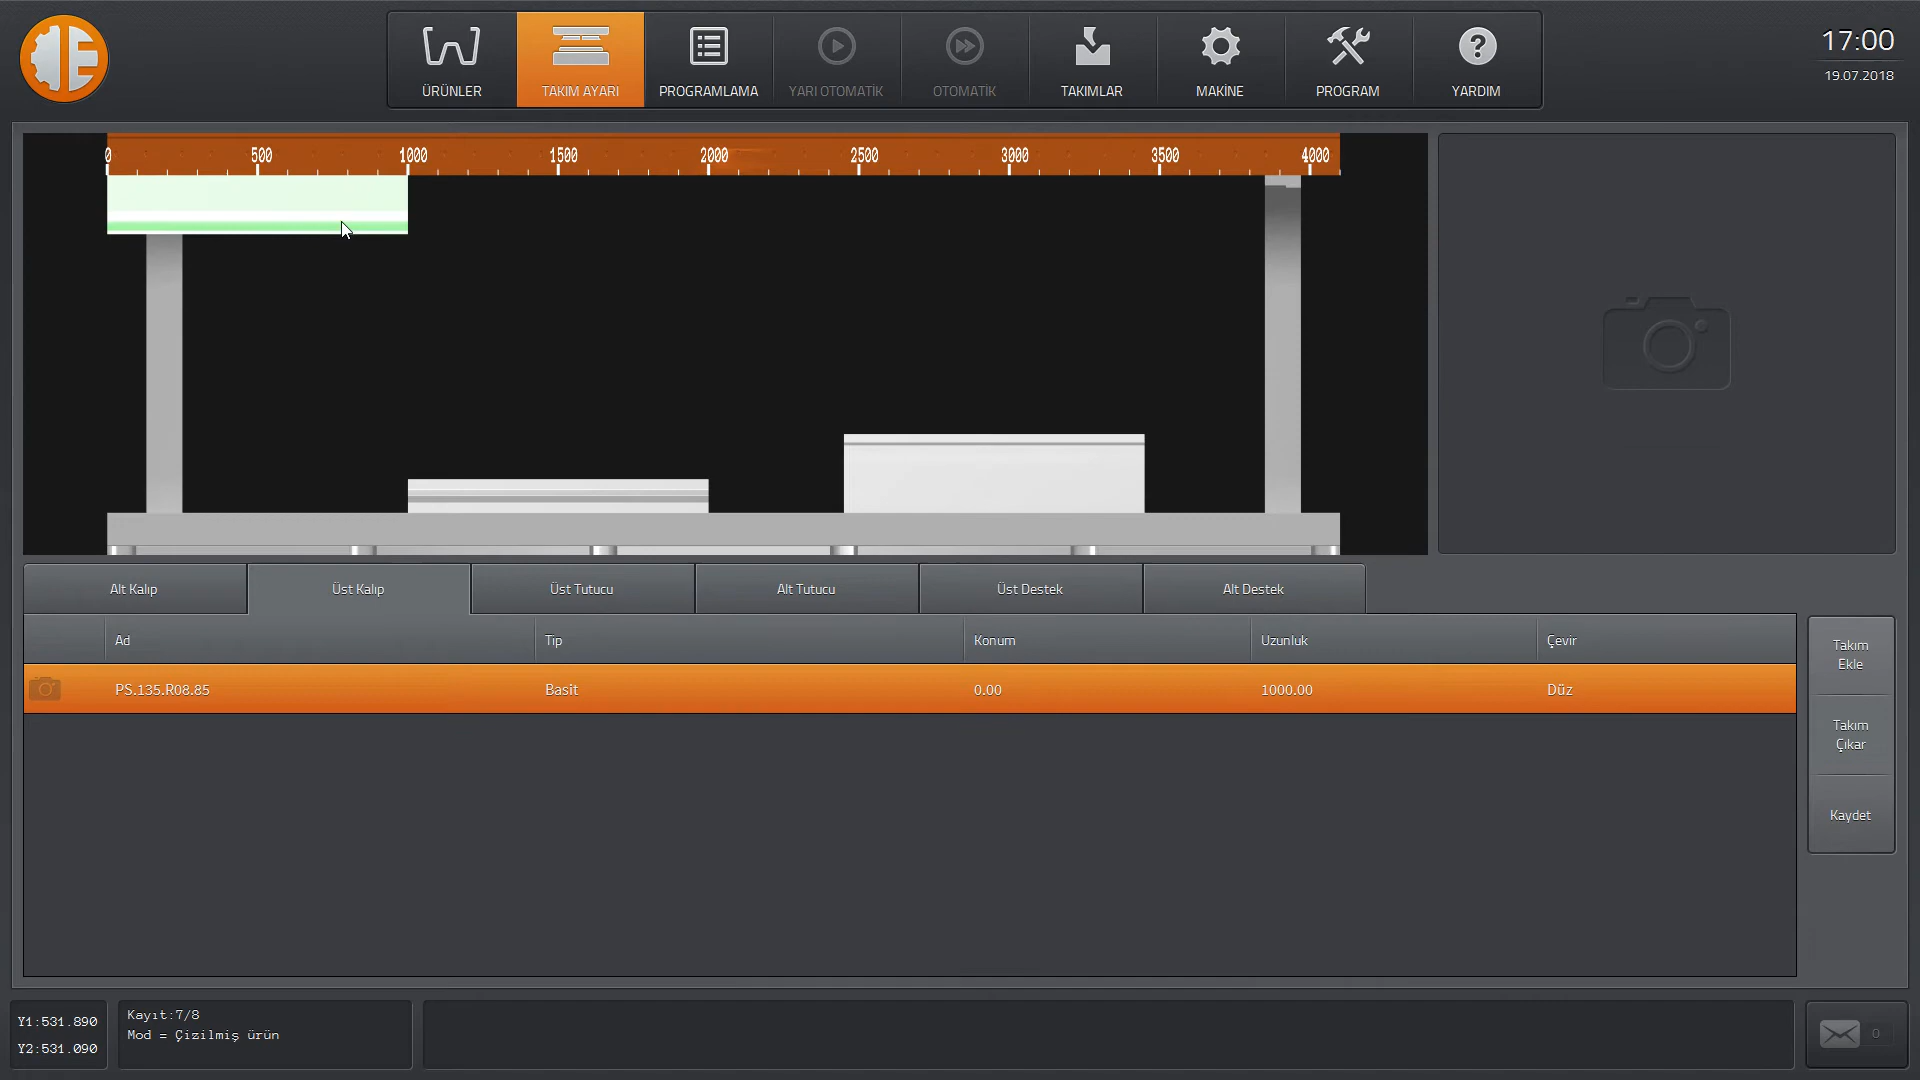 ÜRÜNLER
TAKIM AYARI
PROGRAMLAMA
YARI OTOMATİK
OTOMATİK
TAKIMLAR
MAKİNE
PROGRAM
YARDIM
17:00
19.07.2018
0 500 1000 1500 2000 2500 3000 3500 4000
Alt Kalıp
Üst Kalıp
Üst Tutucu
Alt Tutucu
Üst Destek
Alt Destek
Ad Tip Konum Uzunluk Çevir
PS.135.R08.85 Basit 0.00 1000.00 Düz
Takım
Ekle
Takım
Çıkar
Kaydet
Y1:531.890
Y2:531.090
Kayıt:7/8
Mod = Çizilmiş ürün
0